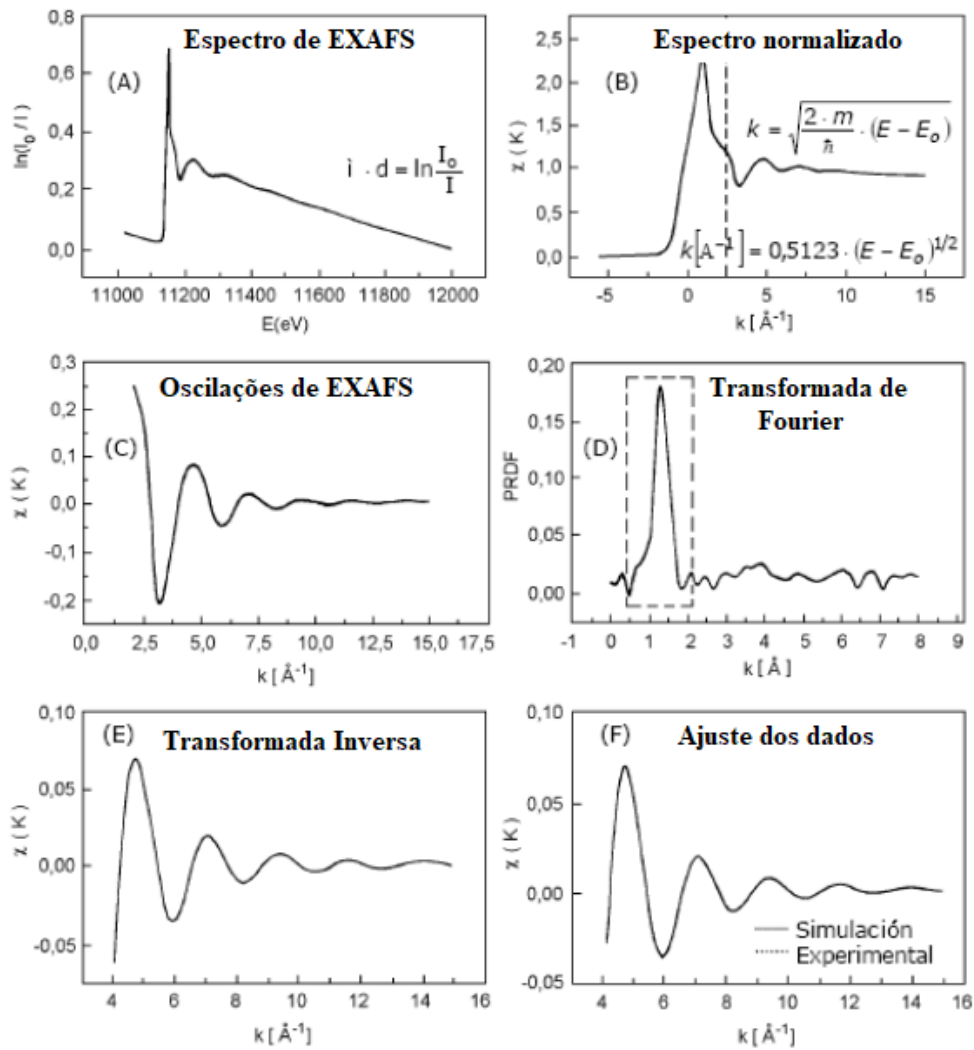 Espectro de EXAFS
(A)
ln(I₀ / I)
0,8
0,6
0,4
0,2
0,0
ì · d = ln I₀/I
11000 11200 11400 11600 11800 12000
E(eV)
Espectro normalizado
(B)
χ ( K )
2,5
2,0
1,5
1,0
0,5
0,0
k = √(2 · m/ħ · (E − Eₒ))
k[A⁻¹] = 0,5123 · (E − Eₒ)^1/2
-5 0 5 10 15
k [ Å⁻¹]
Oscilações de EXAFS
(C)
χ ( K )
0,3
0,2
0,1
0,0
-0,1
-0,2
0,0 2,5 5,0 7,5 10,0 12,5 15,0 17,5
k [ Å⁻¹]
Transformada de
Fourier
(D)
PRDF
0,20
0,15
0,10
0,05
0,00
-1 0 1 2 3 4 5 6 7 8 9
k [ Å]
(E)
Transformada Inversa
χ ( K )
0,10
0,05
0,00
-0,05
4 6 8 10 12 14 16
k [ Å⁻¹]
(F)
Ajuste dos dados
χ ( K )
0,10
0,05
0,00
-0,05
Simulación
Experimental
4 6 8 10 12 14 16
k [ Å⁻¹]